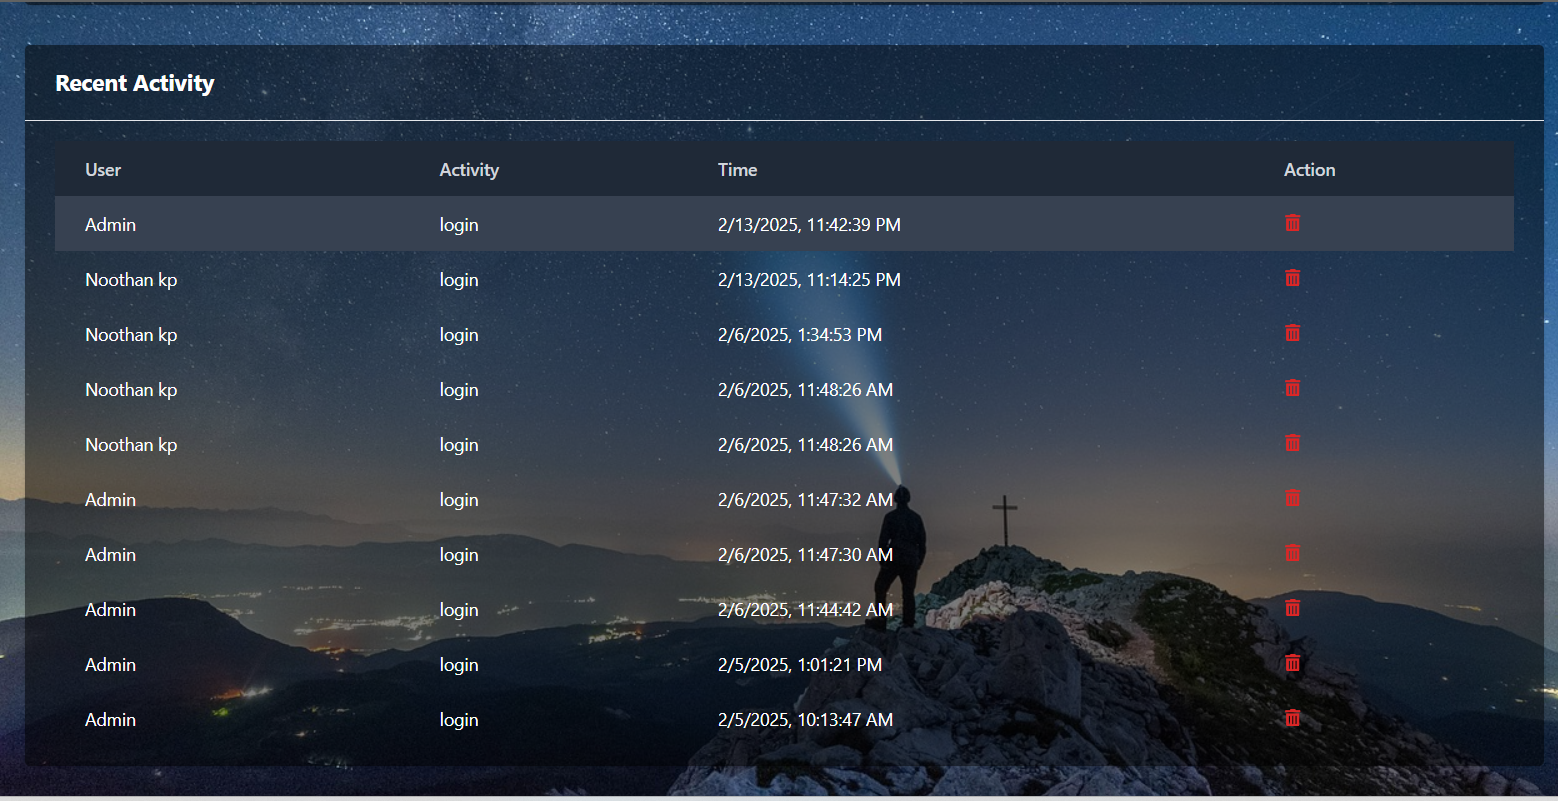 Recent Activity
User Activity Time Action
Admin login 2/13/2025, 11:42:39 PM
Noothan kp login 2/13/2025, 11:14:25 PM
Noothan kp login 2/6/2025, 1:34:53 PM
Noothan kp login 2/6/2025, 11:48:26 AM
Noothan kp login 2/6/2025, 11:48:26 AM
Admin login 2/6/2025, 11:47:32 AM
Admin login 2/6/2025, 11:47:30 AM
Admin login 2/6/2025, 11:44:42 AM
Admin login 2/5/2025, 1:01:21 PM
Admin login 2/5/2025, 10:13:47 AM